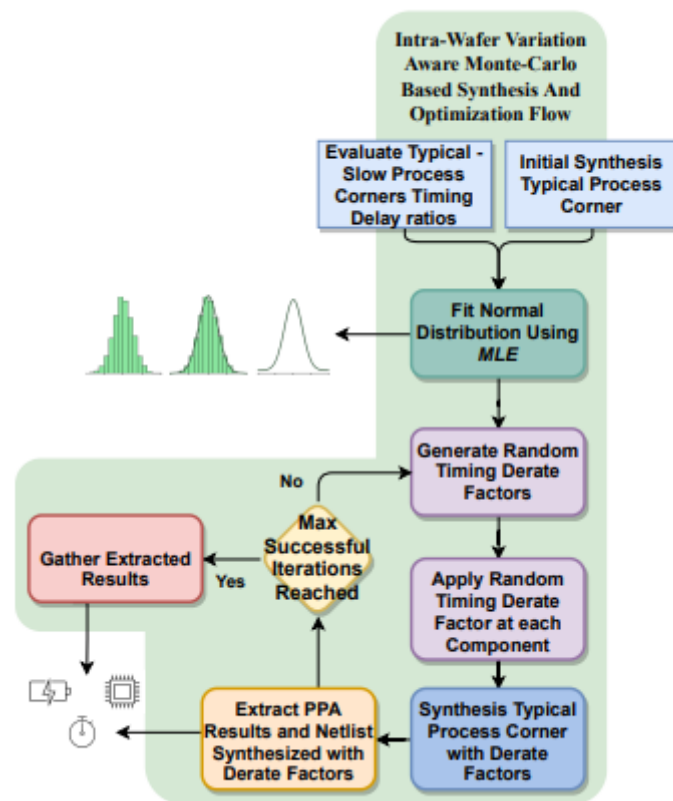 Intra-Wafer Variation
Aware Monte-Carlo
Based Synthesis And
Optimization Flow
Evaluate Typical -
Slow Process
Corners Timing
Delay ratios
Initial Synthesis
Typical Process
Corner
Fit Normal
Distribution Using
MLE
Generate Random
Timing Derate
Factors
No
Max
Successful
Iterations
Reached
Yes
Gather Extracted
Results
Apply Random
Timing Derate
Factor at each
Component
Extract PPA
Results and Netlist
Synthesized with
Derate Factors
Synthesis Typical
Process Corner
with Derate
Factors